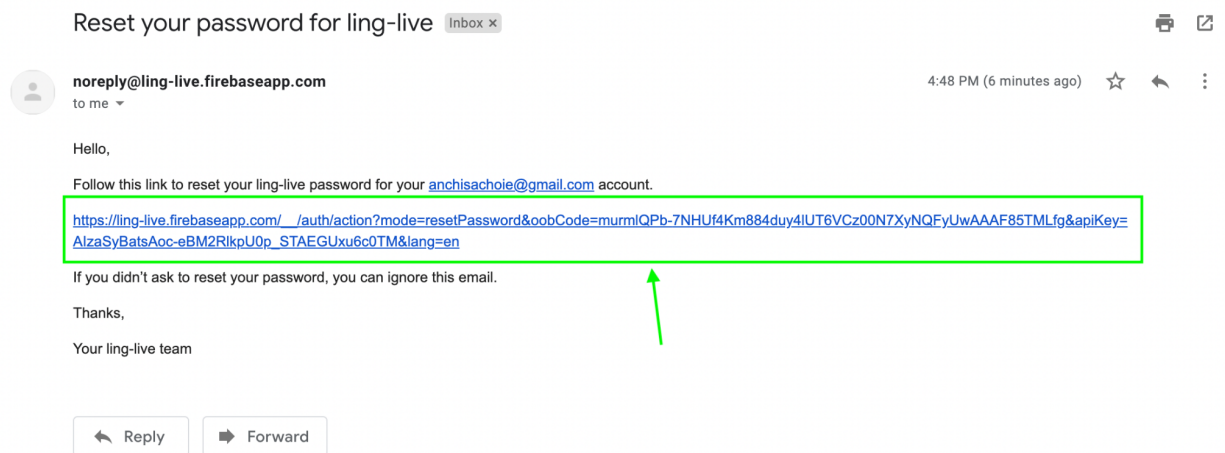 Reset your password for ling-live Inbox ×
noreply@ling-live.firebaseapp.com 4:48 PM (6 minutes ago)
to me
Hello,
Follow this link to reset your ling-live password for your anchisachoie@gmail.com account.
https://ling-live.firebaseapp.com/__/auth/action?mode=resetPassword&oobCode=murmlQPb-7NHUf4Km884duy4lUT6VCz00N7XyNQFyUwAAAF85TMLfg&apiKey=
AIzaSyBatsAoc-eBM2RlkpU0p_STAEGUxu6c0TM&lang=en
If you didn’t ask to reset your password, you can ignore this email.
Thanks,
Your ling-live team
Reply Forward